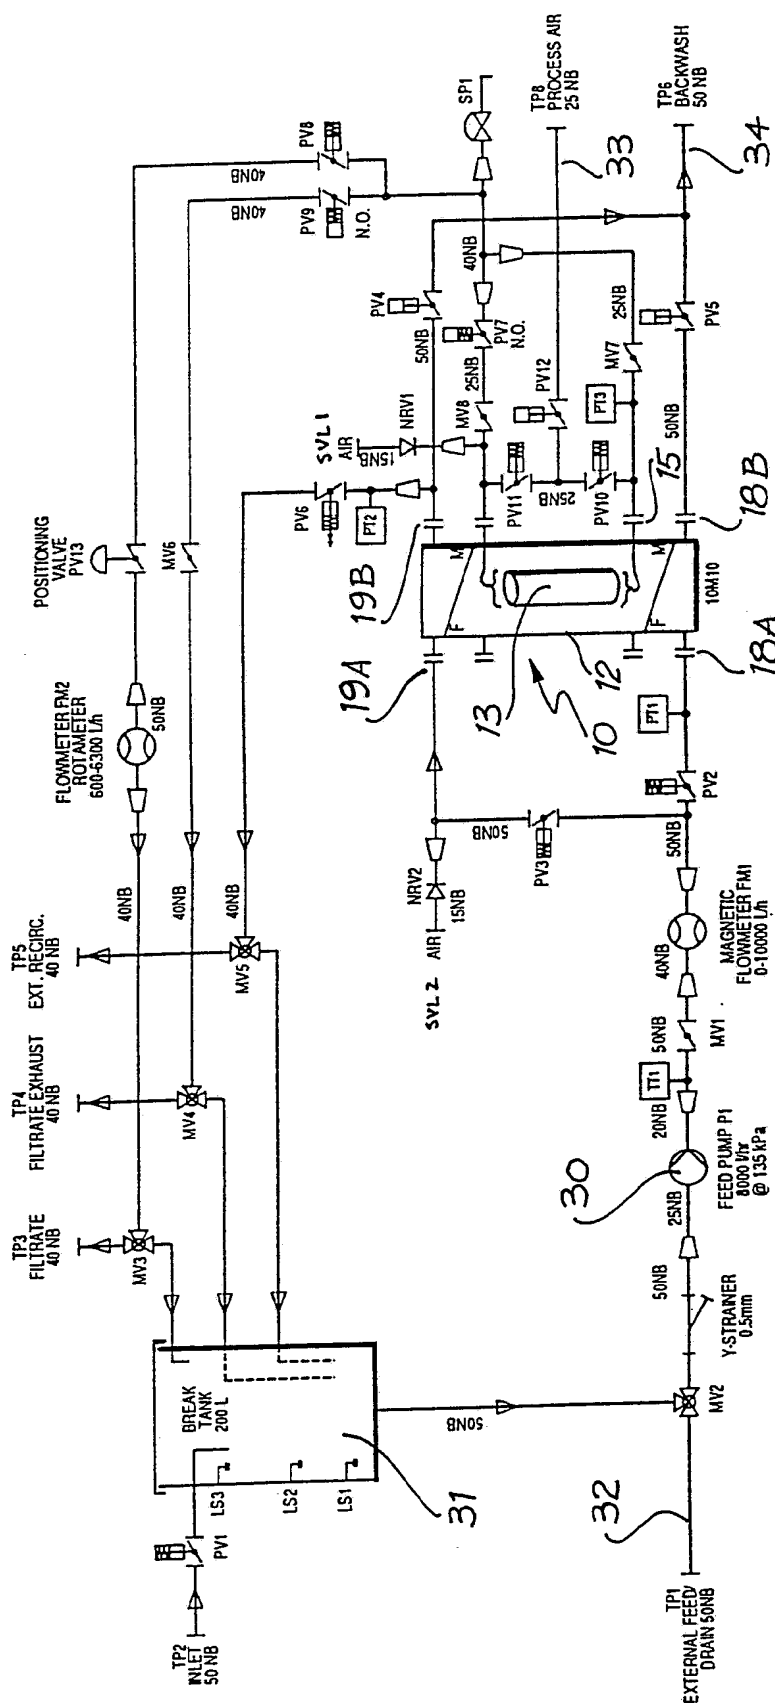 TP2
INLET
50 NB
PV1
LS3
LS2
LS1
BREAK
TANK
200 L
31
TP3
FILTRATE
40 NB
MV3
TP4
FILTRATE EXHAUST
40 NB
MV4
TP5
EXT. RECIRC.
40 NB
MV5
40NB
40NB
40NB
FLOWMETER FM2
ROTAMETER
600-6300 L/h
50NB
POSITIONING
VALVE
PV13
MV6
40NB
40NB
PV8
PV9
N.O.
SP1
SVL1
AIR
15NB
NRV1
PV6
PT2
PV4
50NB
40NB
PV7
N.O.
25NB
MV8
PV12
PV11
25NB
PV10
PT3
MV7
25NB
TP8
PROCESS AIR
25 NB
33
TP6
BACKWASH
50 NB
34
PV5
50NB
15
18B
19B
19A
M
F
M
F
10M10
13
12
10
18A
SVL2
AIR
NRV2
15NB
50NB
PV3
PT1
PV2
50NB
MAGNETIC
FLOWMETER FM1
0-10000 L/h
40NB
50NB
MV1
TT1
20NB
30
FEED PUMP P1
@ 135 kPa
25NB
50NB
Y-STRAINER
0.5mm
MV2
50NB
32
TP1
EXTERNAL FEED/
DRAIN 50NB